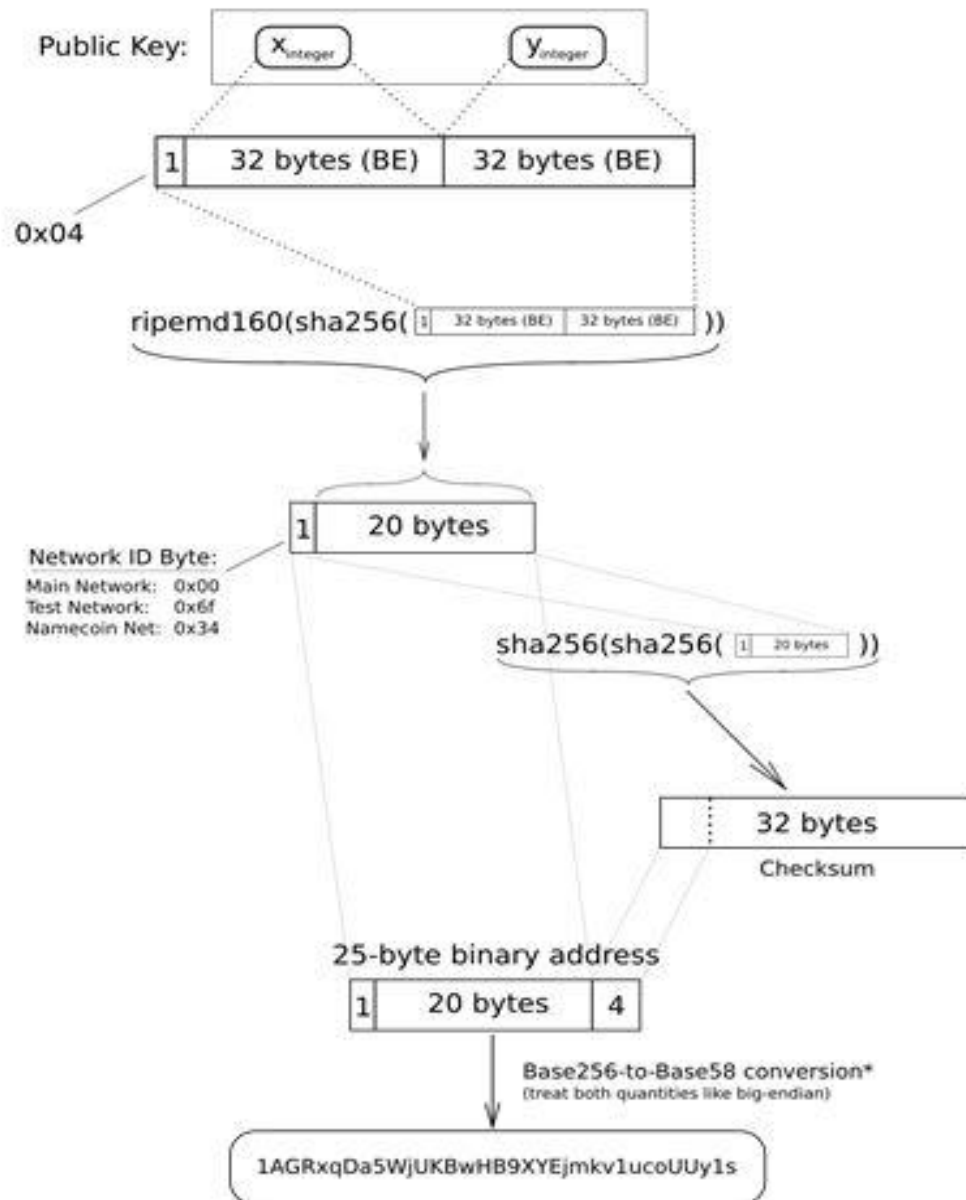 Public Key: x integer y integer
1 32 bytes (BE) 32 bytes (BE)
0x04
ripemd160(sha256( 1 32 bytes (BE) 32 bytes (BE) ))
1 20 bytes
Network ID Byte:
Main Network: 0x00
Test Network: 0x6f
Namecoin Net: 0x34
sha256(sha256( 1 20 bytes ))
32 bytes
Checksum
25-byte binary address
1 20 bytes 4
Base256-to-Base58 conversion*
(treat both quantities like big-endian)
1AGRxqDa5WjUKBwHB9XYEjmkv1ucoUUy1s